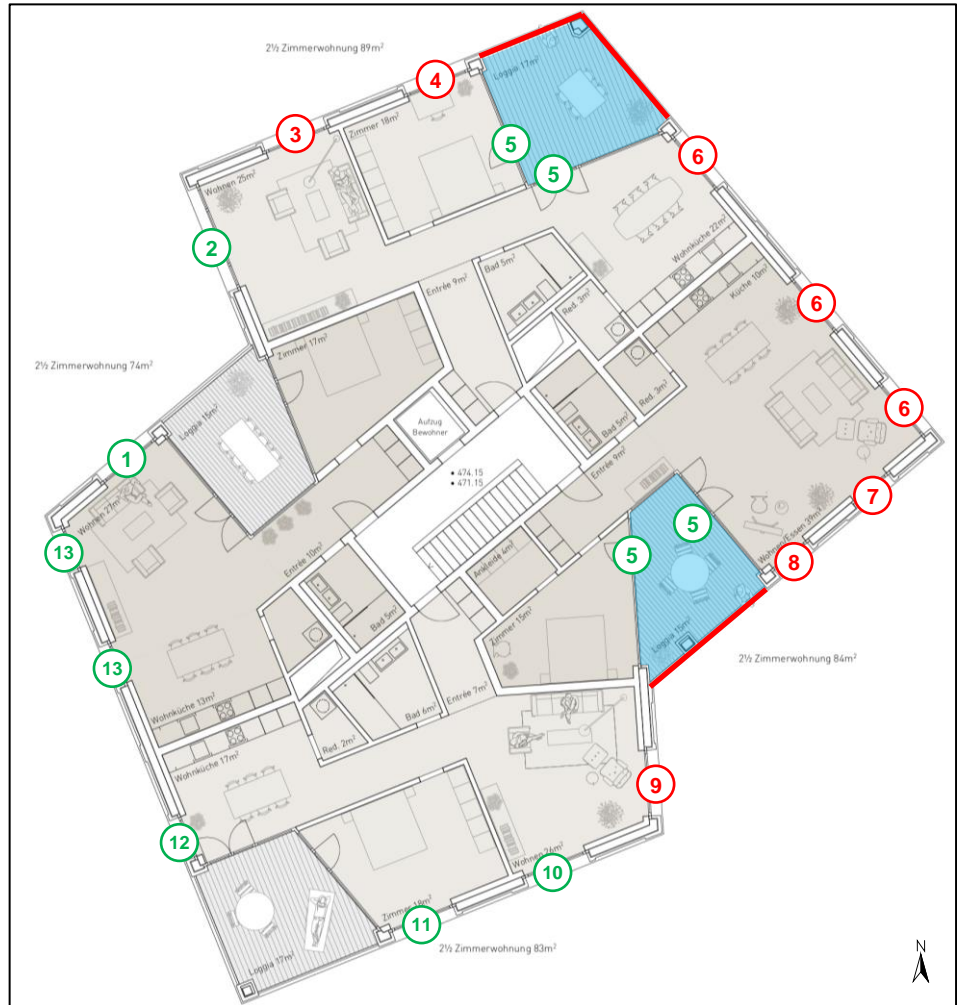 2½ Zimmerwohnung 89m²
Loggia 17m²
4
3
Zimmer 18m²
5
5
6
Wohnen 25m²
2
Wohnküche 22m²
Bad 5m²
Entrée 9m²
Küche 10m²
Red. 3m²
6
Zimmer 17m²
2½ Zimmerwohnung 74m²
Red. 3m²
Loggia 15m²
Bad 5m²
6
Aufzug
Bewohner
1
Entrée 9m²
• 474.15
• 471.15
7
Wohnen 27m²
5
Wohnen/Essen 39m²
13
Entrée 10m²
5
Ankleide 4m²
8
Bad 5m²
Zimmer 15m²
Loggia 15m²
2½ Zimmerwohnung 84m²
13
Wohnküche 13m²
Entrée 7m²
Bad 6m²
Red. 2m²
Wohnküche 17m²
9
12
Wohnen 26m²
10
Zimmer 18m²
11
2½ Zimmerwohnung 83m²
Loggia 17m²
N